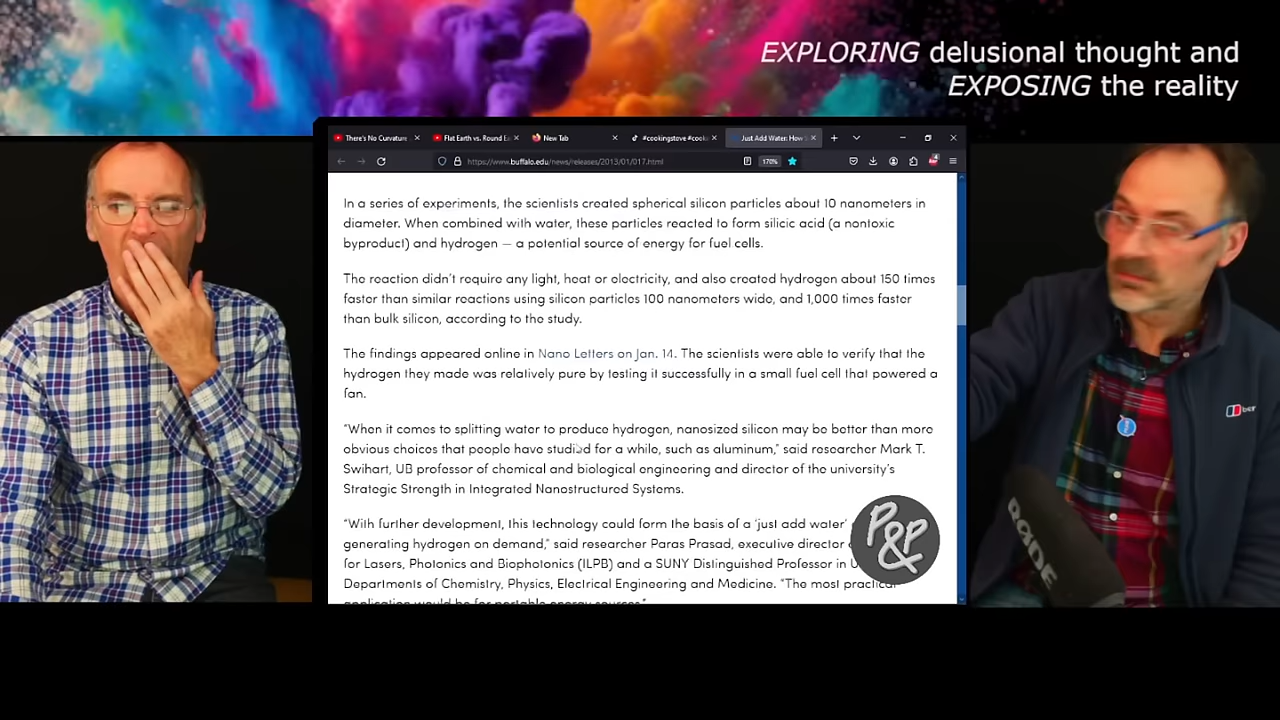 EXPLORING delusional thought and
EXPOSING the reality
There's No Curvature
Flat Earth vs. Round Ea
New Tab
#cookingstove #cooki
Just Add Water: How S
https://www.buffalo.edu/news/releases/2013/01/017.html
170%
In a series of experiments, the scientists created spherical silicon particles about 10 nanometers in
diameter. When combined with water, these particles reacted to form silicic acid (a nontoxic
byproduct) and hydrogen — a potential source of energy for fuel cells.
The reaction didn't require any light, heat or electricity, and also created hydrogen about 150 times
faster than similar reactions using silicon particles 100 nanometers wide, and 1,000 times faster
than bulk silicon, according to the study.
The findings appeared online in Nano Letters on Jan. 14. The scientists were able to verify that the
hydrogen they made was relatively pure by testing it successfully in a small fuel cell that powered a
fan.
“When it comes to splitting water to produce hydrogen, nanosized silicon may be better than more
obvious choices that people have studied for a while, such as aluminum,” said researcher Mark T.
Swihart, UB professor of chemical and biological engineering and director of the university's
Strategic Strength in Integrated Nanostructured Systems.
“With further development, this technology could form the basis of a ‘just add water’
generating hydrogen on demand,” said researcher Paras Prasad, executive director
for Lasers, Photonics and Biophotonics (ILPB) and a SUNY Distinguished Professor in U
Departments of Chemistry, Physics, Electrical Engineering and Medicine. “The most practical
application would be for portable energy sources.”
P&P
ber
RØDE